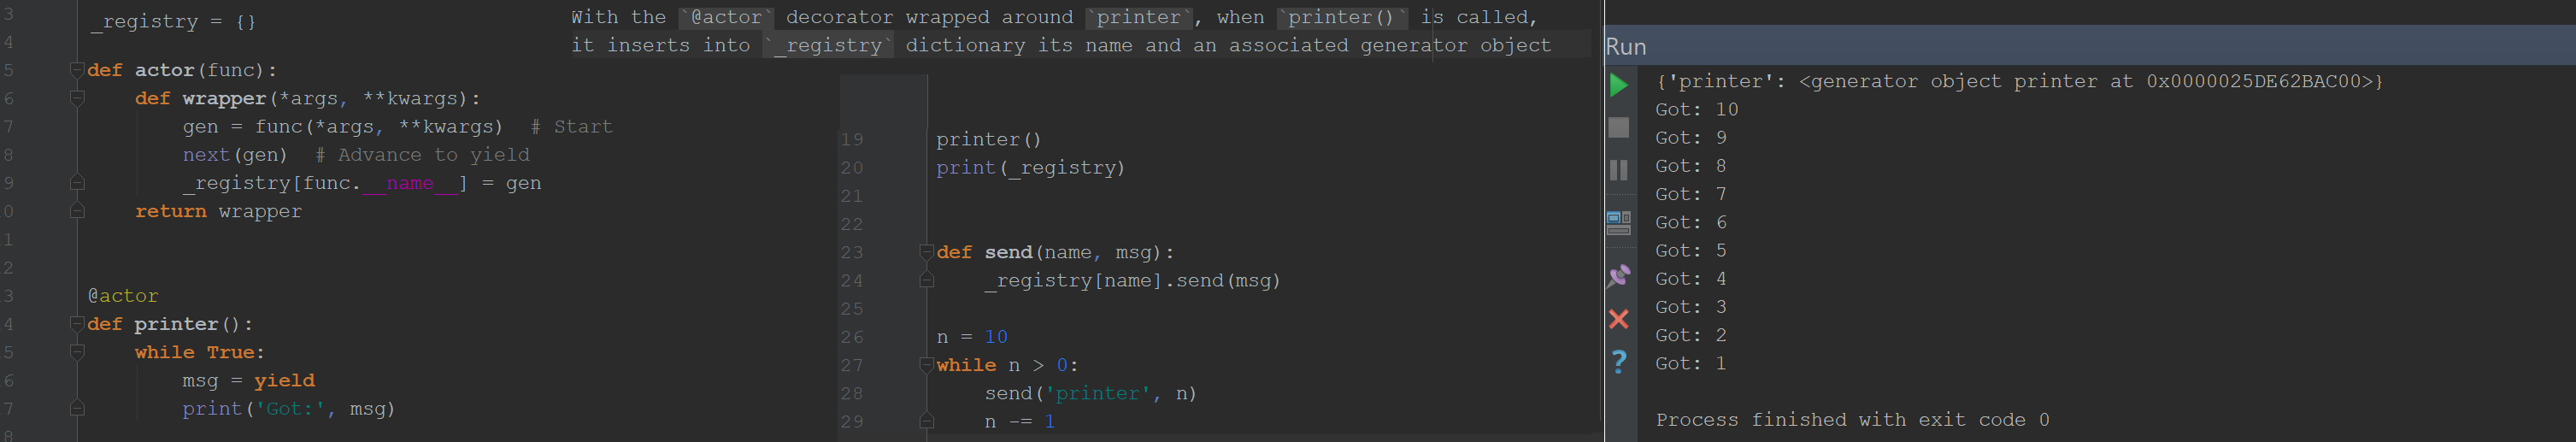 3
4 _registry = {}
5 def actor(func):
6     def wrapper(*args, **kwargs):
7         gen = func(*args, **kwargs)  # Start
8         next(gen)  # Advance to yield
9         _registry[func.__name__] = gen
0     return wrapper
1
2
3 @actor
4 def printer():
5     while True:
6         msg = yield
7         print('Got:', msg)
8
With the `@actor` decorator wrapped around `printer`, when `printer()` is called,
it inserts into `_registry` dictionary its name and an associated generator object
19 printer()
20 print(_registry)
21
22
23 def send(name, msg):
24     _registry[name].send(msg)
25
26 n = 10
27 while n > 0:
28     send('printer', n)
29     n -= 1
Run
{'printer': <generator object printer at 0x0000025DE62BAC00>}
Got: 10
Got: 9
Got: 8
Got: 7
Got: 6
Got: 5
Got: 4
Got: 3
Got: 2
Got: 1
Process finished with exit code 0